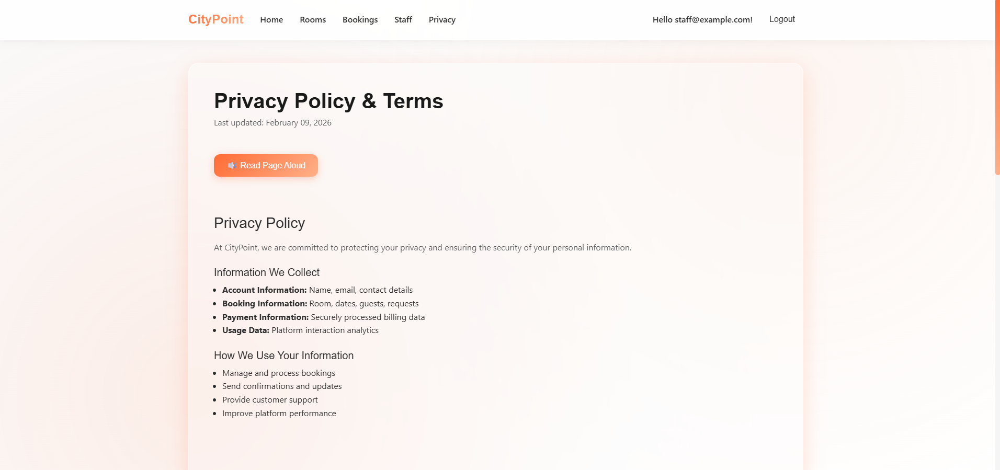 CityPoint Home Rooms Bookings Staff Privacy Hello staff@example.com! Logout
Privacy Policy & Terms
Last updated: February 09, 2026
Read Page Aloud
Privacy Policy
At CityPoint, we are committed to protecting your privacy and ensuring the security of your personal information.
Information We Collect
Account Information: Name, email, contact details
Booking Information: Room, dates, guests, requests
Payment Information: Securely processed billing data
Usage Data: Platform interaction analytics
How We Use Your Information
Manage and process bookings
Send confirmations and updates
Provide customer support
Improve platform performance